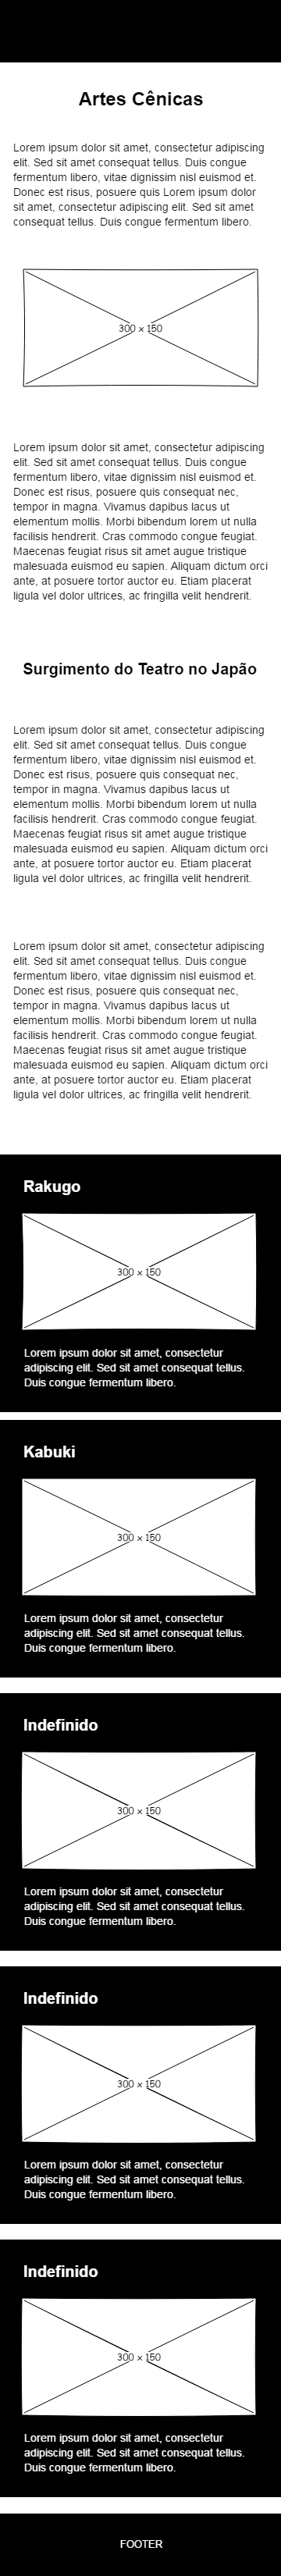 Artes Cênicas
Lorem ipsum dolor sit amet, consectetur adipiscing
elit. Sed sit amet consequat tellus. Duis congue
fermentum libero, vitae dignissim nisl euismod et.
Donec est risus, posuere quis Lorem ipsum dolor
sit amet, consectetur adipiscing elit. Sed sit amet
consequat tellus. Duis congue fermentum libero.
300 x 150
Lorem ipsum dolor sit amet, consectetur adipiscing
elit. Sed sit amet consequat tellus. Duis congue
fermentum libero, vitae dignissim nisl euismod et.
Donec est risus, posuere quis consequat nec,
tempor in magna. Vivamus dapibus lacus ut
elementum mollis. Morbi bibendum lorem ut nulla
facilisis hendrerit. Cras commodo congue feugiat.
Maecenas feugiat risus sit amet augue tristique
malesuada euismod eu sapien. Aliquam dictum orci
ante, at posuere tortor auctor eu. Etiam placerat
ligula vel dolor ultrices, ac fringilla velit hendrerit.
Surgimento do Teatro no Japão
Lorem ipsum dolor sit amet, consectetur adipiscing
elit. Sed sit amet consequat tellus. Duis congue
fermentum libero, vitae dignissim nisl euismod et.
Donec est risus, posuere quis consequat nec,
tempor in magna. Vivamus dapibus lacus ut
elementum mollis. Morbi bibendum lorem ut nulla
facilisis hendrerit. Cras commodo congue feugiat.
Maecenas feugiat risus sit amet augue tristique
malesuada euismod eu sapien. Aliquam dictum orci
ante, at posuere tortor auctor eu. Etiam placerat
ligula vel dolor ultrices, ac fringilla velit hendrerit.
Lorem ipsum dolor sit amet, consectetur adipiscing
elit. Sed sit amet consequat tellus. Duis congue
fermentum libero, vitae dignissim nisl euismod et.
Donec est risus, posuere quis consequat nec,
tempor in magna. Vivamus dapibus lacus ut
elementum mollis. Morbi bibendum lorem ut nulla
facilisis hendrerit. Cras commodo congue feugiat.
Maecenas feugiat risus sit amet augue tristique
malesuada euismod eu sapien. Aliquam dictum orci
ante, at posuere tortor auctor eu. Etiam placerat
ligula vel dolor ultrices, ac fringilla velit hendrerit.
Rakugo
300 x 150
Lorem ipsum dolor sit amet, consectetur
adipiscing elit. Sed sit amet consequat tellus.
Duis congue fermentum libero.
Kabuki
300 x 150
Lorem ipsum dolor sit amet, consectetur
adipiscing elit. Sed sit amet consequat tellus.
Duis congue fermentum libero.
Indefinido
300 x 150
Lorem ipsum dolor sit amet, consectetur
adipiscing elit. Sed sit amet consequat tellus.
Duis congue fermentum libero.
Indefinido
300 x 150
Lorem ipsum dolor sit amet, consectetur
adipiscing elit. Sed sit amet consequat tellus.
Duis congue fermentum libero.
Indefinido
300 x 150
Lorem ipsum dolor sit amet, consectetur
adipiscing elit. Sed sit amet consequat tellus.
Duis congue fermentum libero.
FOOTER